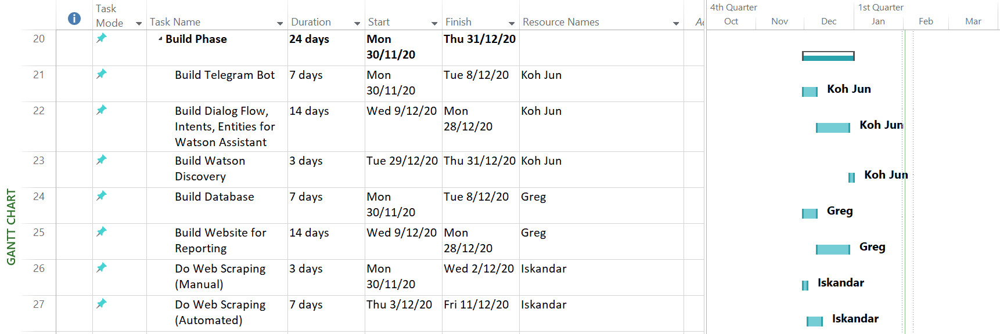 Task
Mode
Task Name
Duration
Start
Finish
Resource Names
4th Quarter
1st Quarter
Oct
Nov
Dec
Jan
Feb
Mar
20
Build Phase
24 days
Mon
30/11/20
Thu 31/12/20
21
Build Telegram Bot
7 days
Mon
30/11/20
Tue 8/12/20
Koh Jun
Koh Jun
22
Build Dialog Flow,
Intents, Entities for
Watson Assistant
14 days
Wed 9/12/20
Mon
28/12/20
Koh Jun
Koh Jun
23
Build Watson
Discovery
3 days
Tue 29/12/20
Thu 31/12/20
Koh Jun
Koh Jun
24
Build Database
7 days
Mon
30/11/20
Tue 8/12/20
Greg
Greg
25
Build Website for
Reporting
14 days
Wed 9/12/20
Mon
28/12/20
Greg
Greg
26
Do Web Scraping
(Manual)
3 days
Mon
30/11/20
Wed 2/12/20
Iskandar
Iskandar
27
Do Web Scraping
(Automated)
7 days
Thu 3/12/20
Fri 11/12/20
Iskandar
Iskandar
GANTT CHART